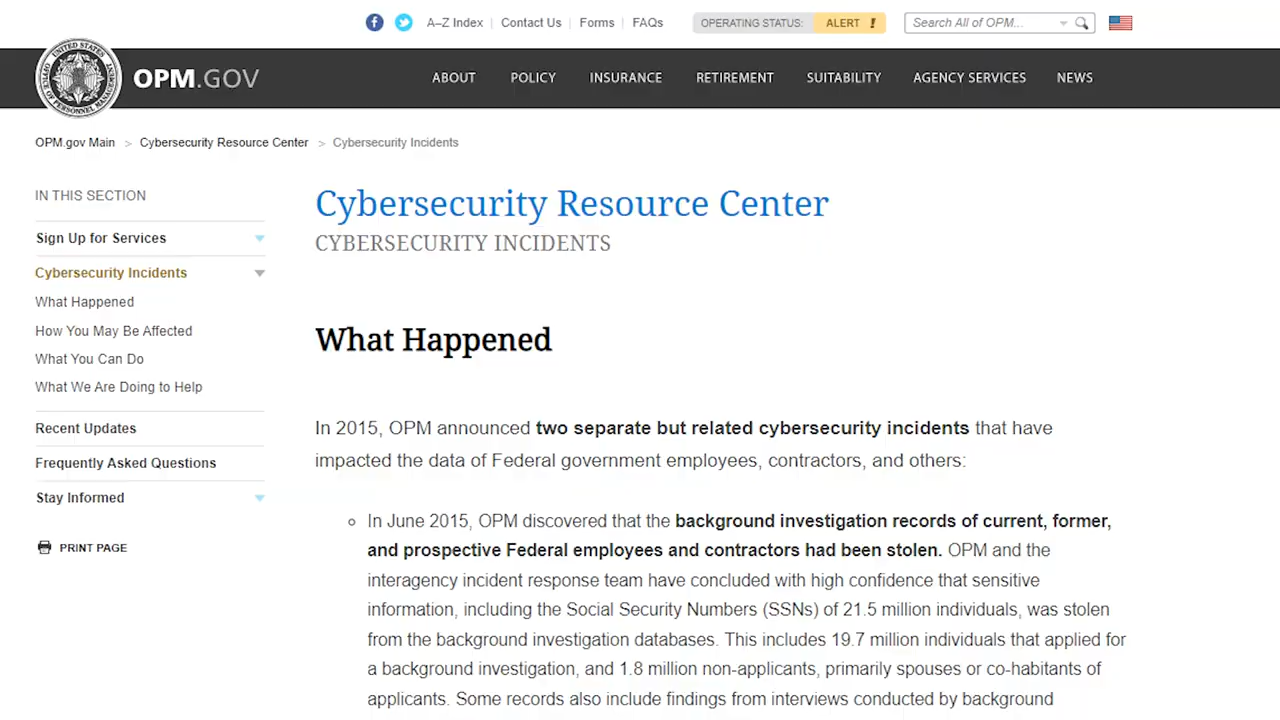 A–Z Index | Contact Us | Forms | FAQs OPERATING STATUS: ALERT ! Search All of OPM...
OPM.GOV ABOUT POLICY INSURANCE RETIREMENT SUITABILITY AGENCY SERVICES NEWS
OPM.gov Main > Cybersecurity Resource Center > Cybersecurity Incidents
IN THIS SECTION
Sign Up for Services
Cybersecurity Incidents
What Happened
How You May Be Affected
What You Can Do
What We Are Doing to Help
Recent Updates
Frequently Asked Questions
Stay Informed
PRINT PAGE
Cybersecurity Resource Center
CYBERSECURITY INCIDENTS
What Happened
In 2015, OPM announced two separate but related cybersecurity incidents that have
impacted the data of Federal government employees, contractors, and others:
In June 2015, OPM discovered that the background investigation records of current, former,
and prospective Federal employees and contractors had been stolen. OPM and the
interagency incident response team have concluded with high confidence that sensitive
information, including the Social Security Numbers (SSNs) of 21.5 million individuals, was stolen
from the background investigation databases. This includes 19.7 million individuals that applied for
a background investigation, and 1.8 million non-applicants, primarily spouses or co-habitants of
applicants. Some records also include findings from interviews conducted by background